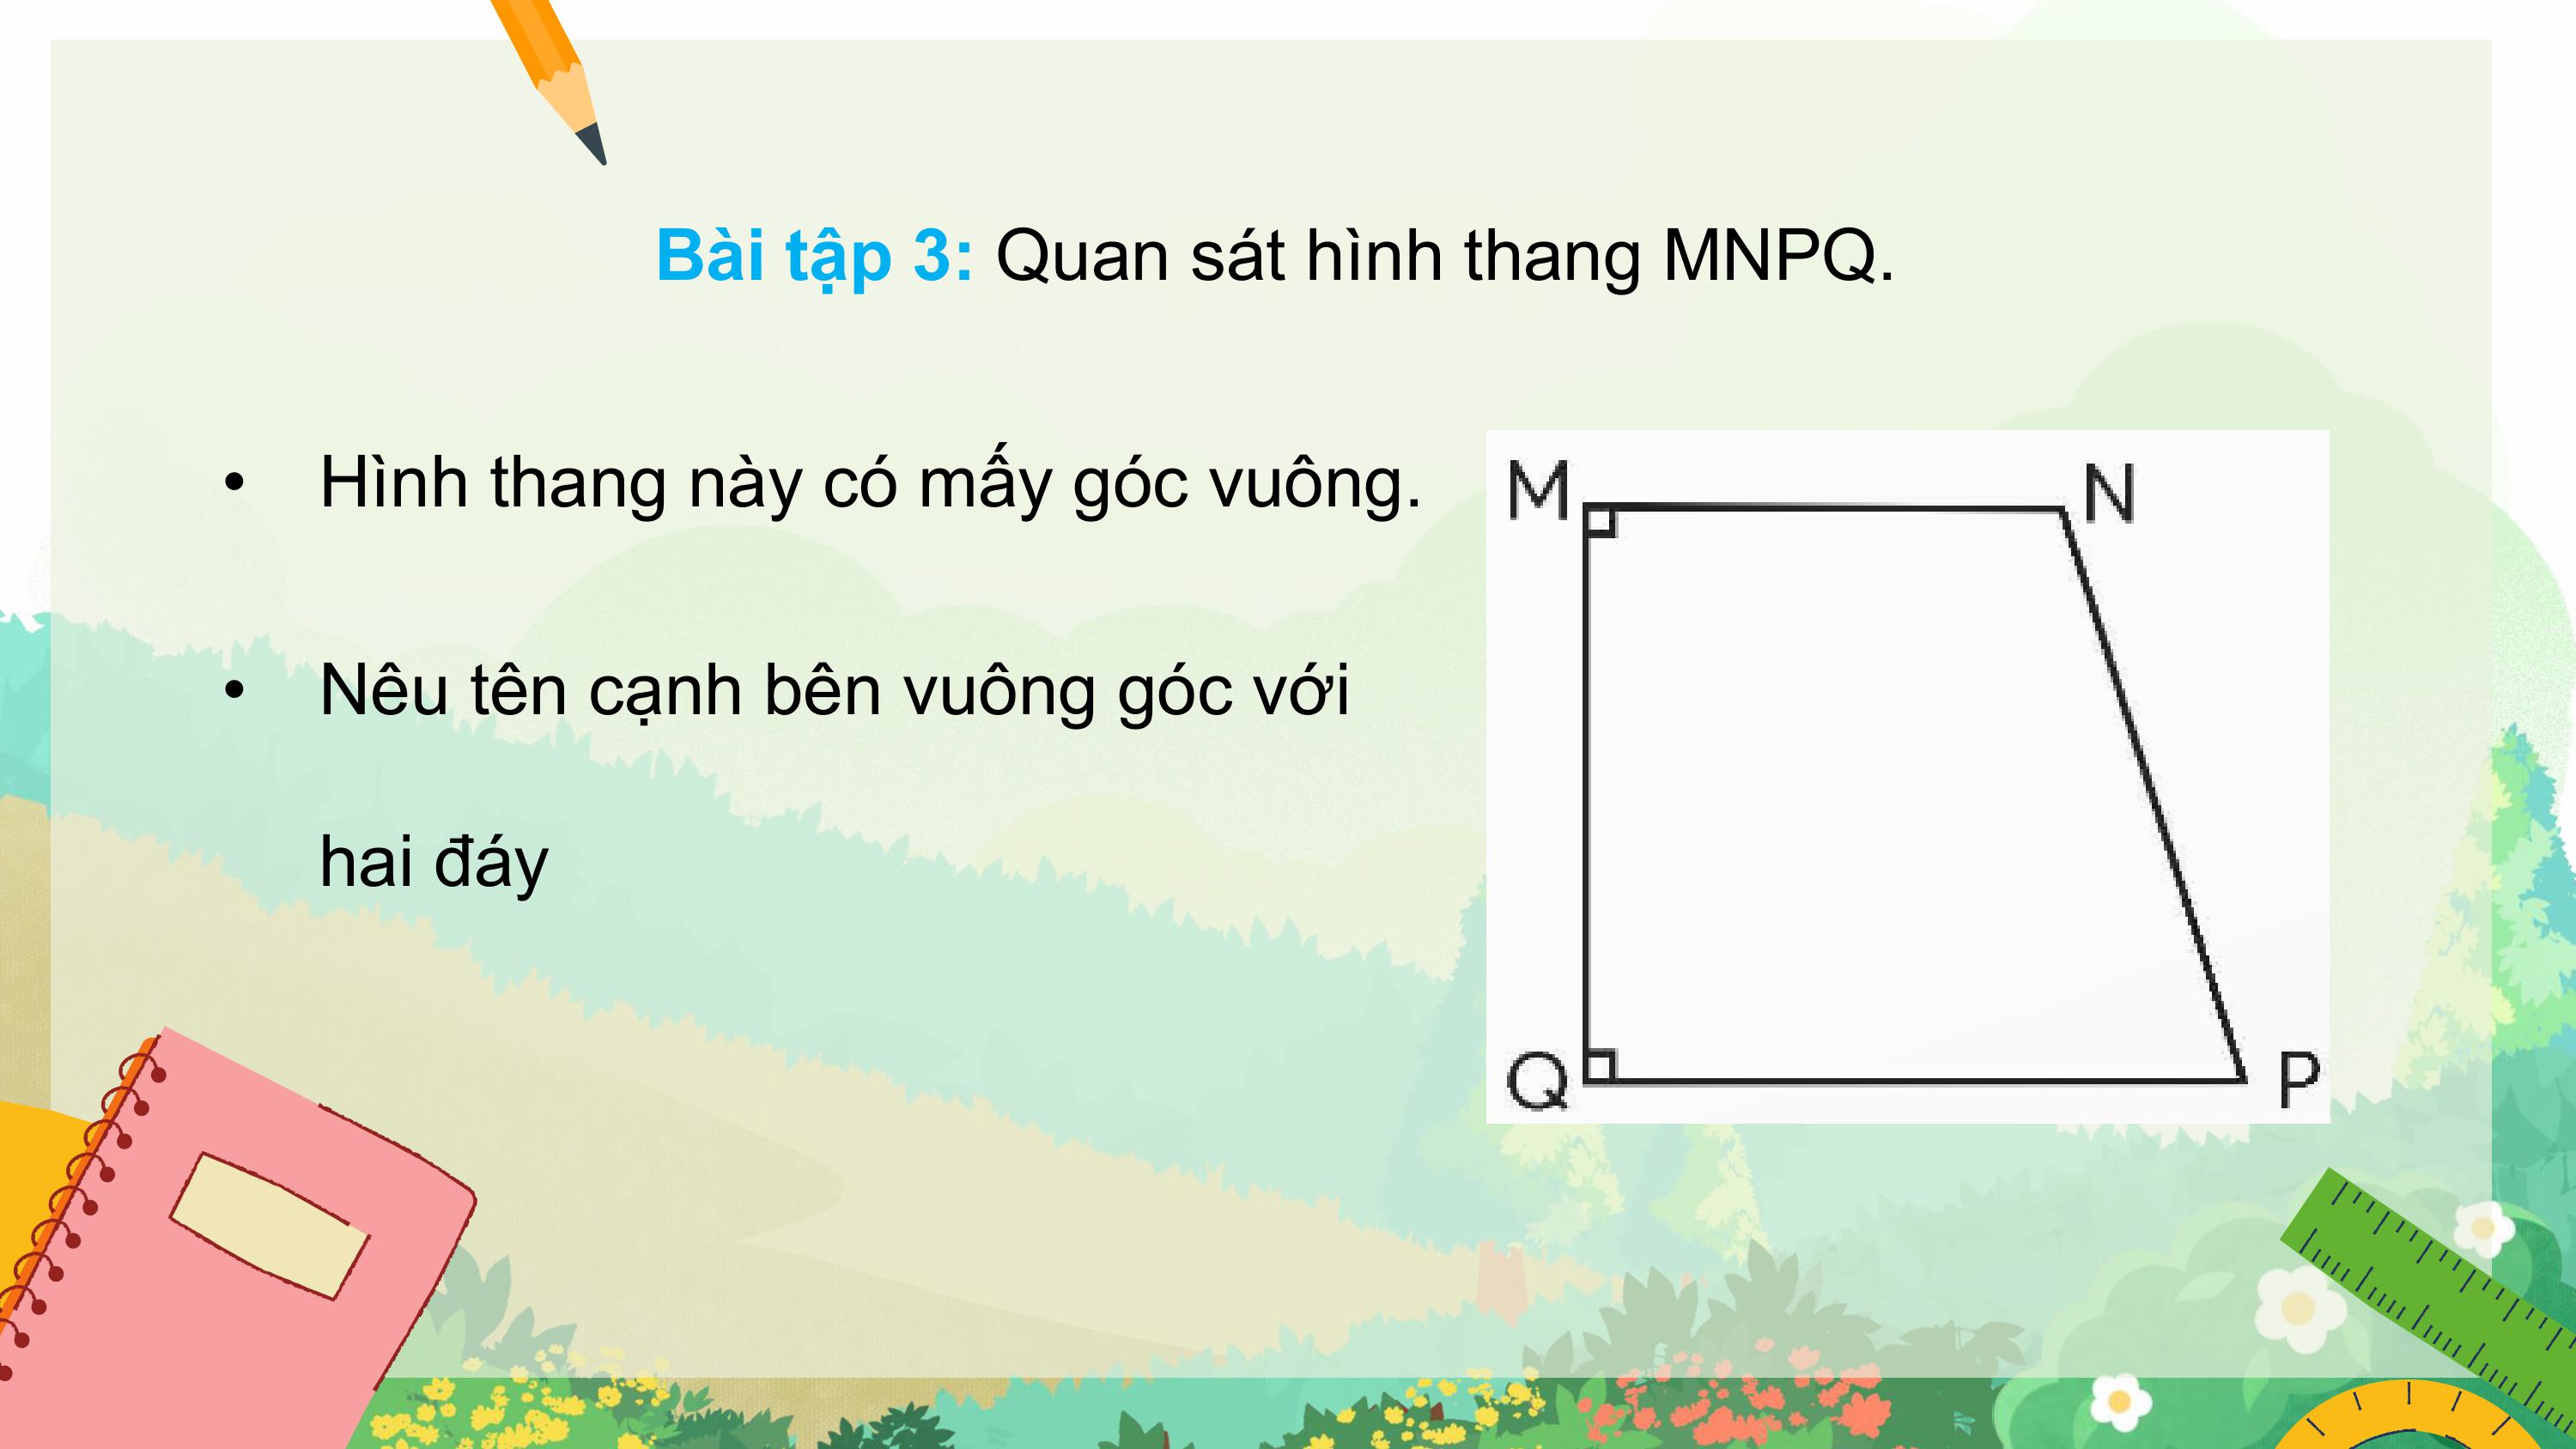 Bài tập 3: Quan sát hình thang MNPQ.
• Hình thang này có mấy góc vuông.
• Nêu tên cạnh bên vuông góc với
hai đáy
M
N
Q
P